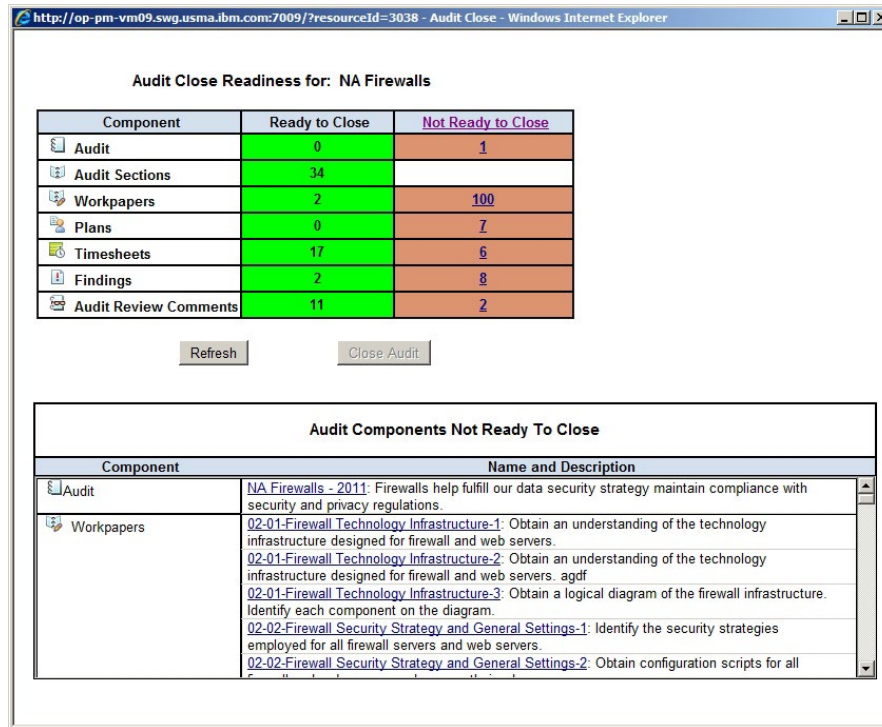 http://op-pm-vm09.swg.usma.ibm.com:7009/?resourceId=3038 - Audit Close - Windows Internet Explorer
Audit Close Readiness for: NA Firewalls
Component Ready to Close Not Ready to Close
Audit 0 1
Audit Sections 34
Workpapers 2 100
Plans 0 7
Timesheets 17 6
Findings 2 8
Audit Review Comments 11 2
Refresh Close Audit
Audit Components Not Ready To Close
Component Name and Description
Audit NA Firewalls - 2011: Firewalls help fulfill our data security strategy maintain compliance with
security and privacy regulations.
Workpapers 02-01-Firewall Technology Infrastructure-1: Obtain an understanding of the technology
infrastructure designed for firewall and web servers.
02-01-Firewall Technology Infrastructure-2: Obtain an understanding of the technology
infrastructure designed for firewall and web servers. agdf
02-01-Firewall Technology Infrastructure-3: Obtain a logical diagram of the firewall infrastructure.
Identify each component on the diagram.
02-02-Firewall Security Strategy and General Settings-1: Identify the security strategies
employed for all firewall servers and web servers.
02-02-Firewall Security Strategy and General Settings-2: Obtain configuration scripts for all